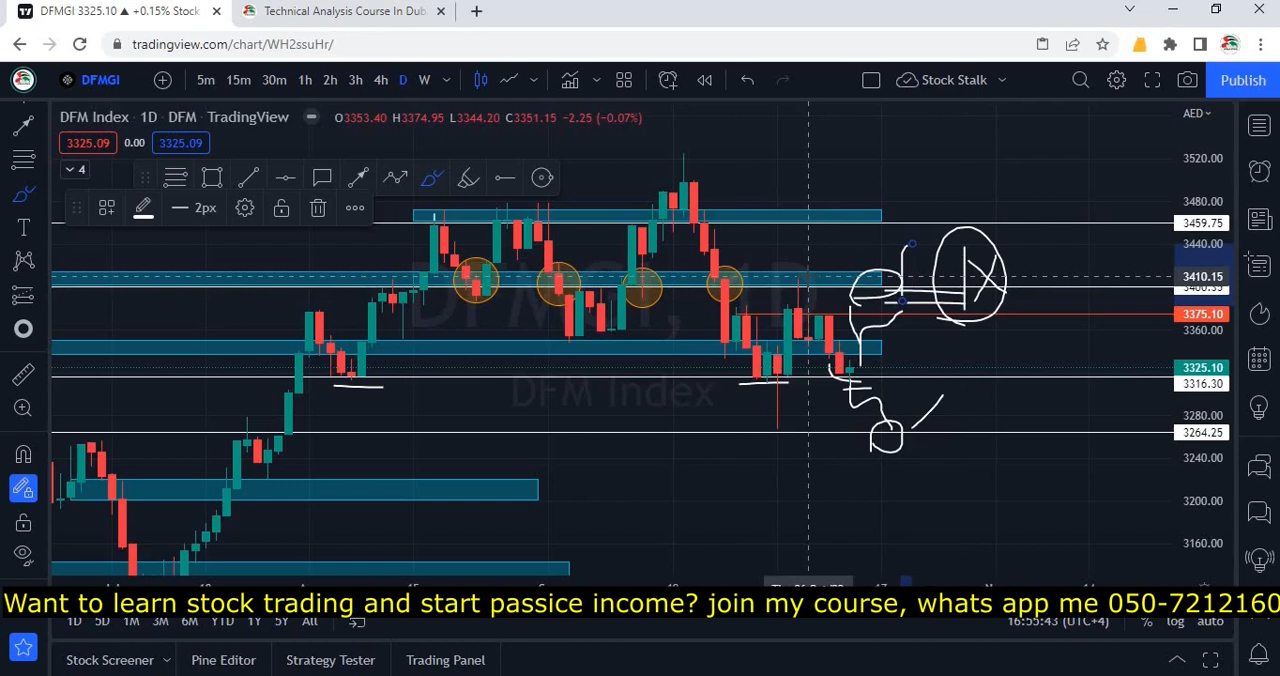 DFMGI 3325.10 ▲ +0.15% Stock
Technical Analysis Course In Dub
tradingview.com/chart/WH2ssuHr/
DFMGI 5m 15m 30m 1h 2h 3h 4h D W Stock Stalk Publish
DFM Index · 1D · DFM · TradingView O3353.40 H3374.95 L3344.20 C3351.15 −2.25 (−0.07%)
AED
3325.09 0.00 3325.09
4
3520.00
2px
3480.00
3459.75
3440.00
3410.15
3375.10
3360.00
3325.10
3316.30
3280.00
3264.25
3240.00
3200.00
3160.00
DFMGI, 1D
DFM Index
Want to learn stock trading and start passice income? join my course, whats app me 050-7212160
1D 5D 1M 3M 6M YTD 1Y 5Y All 16:55:43 (UTC+4) % log auto
Stock Screener Pine Editor Strategy Tester Trading Panel